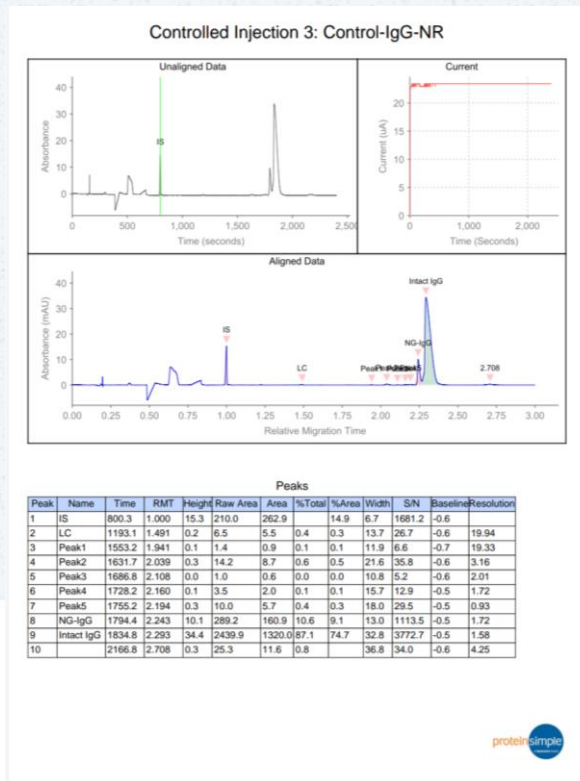 Controlled Injection 3: Control-IgG-NR
Unaligned Data
Absorbance
40
30
20
10
0
IS
0 500 1,000 1,500 2,000 2,500
Time (seconds)
Current
Current (uA)
20
15
10
5
0
0 1,000 2,000
Time (Seconds)
Aligned Data
Absorbance (mAU)
40
30
20
10
0
IS
LC
Peak1
NG-IgG
Intact IgG
2.708
0.00 0.25 0.50 0.75 1.00 1.25 1.50 1.75 2.00 2.25 2.50 2.75 3.00
Relative Migration Time
Peaks
Peak Name Time RMT Height Raw Area Area %Total %Area Width S/N Baseline Resolution
1 IS 800.3 1.000 15.3 210.0 262.9 14.9 6.7 1681.2 -0.6
2 LC 1193.1 1.491 0.2 6.5 5.5 0.4 0.3 13.7 26.7 -0.6 19.94
3 Peak1 1553.2 1.941 0.1 1.4 0.9 0.1 0.1 11.9 6.6 -0.7 19.33
4 Peak2 1631.7 2.039 0.3 14.2 8.7 0.6 0.5 21.6 35.8 -0.6 3.16
5 Peak3 1686.8 2.108 0.0 1.0 0.6 0.0 0.0 10.8 5.2 -0.6 2.01
6 Peak4 1728.2 2.160 0.1 3.5 2.0 0.1 0.1 15.7 12.9 -0.5 1.72
7 Peak5 1755.2 2.194 0.3 10.0 5.7 0.4 0.3 18.0 29.5 -0.5 0.93
8 NG-IgG 1794.4 2.243 10.1 289.2 160.9 10.6 9.1 13.0 1113.5 -0.5 1.72
9 Intact IgG 1834.8 2.293 34.4 2439.9 1320.0 87.1 74.7 32.8 3772.7 -0.5 1.58
10 2166.8 2.708 0.3 25.3 11.6 0.8 36.8 34.0 -0.6 4.25
proteinsimple